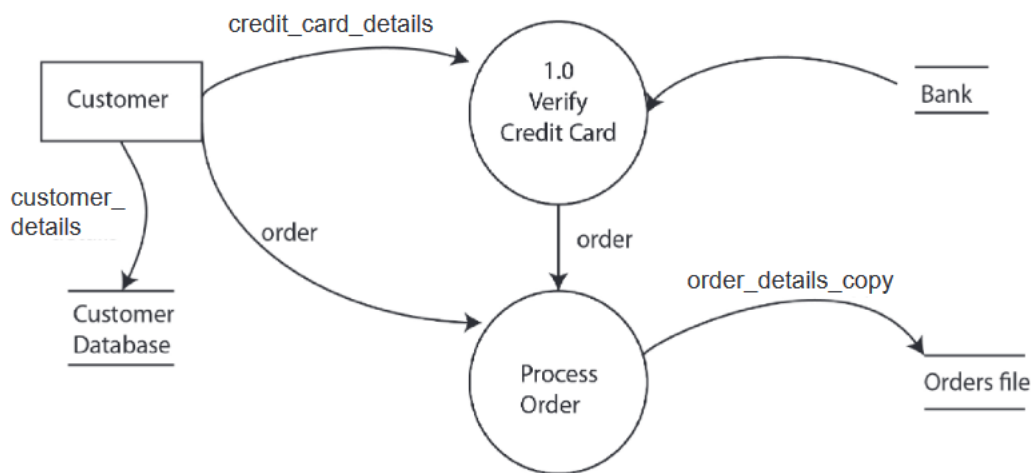 credit_card_details
1.0
Verify
Credit Card
Customer
Bank
customer_
details
order
order
order_details_copy
Customer
Database
Process
Order
Orders file